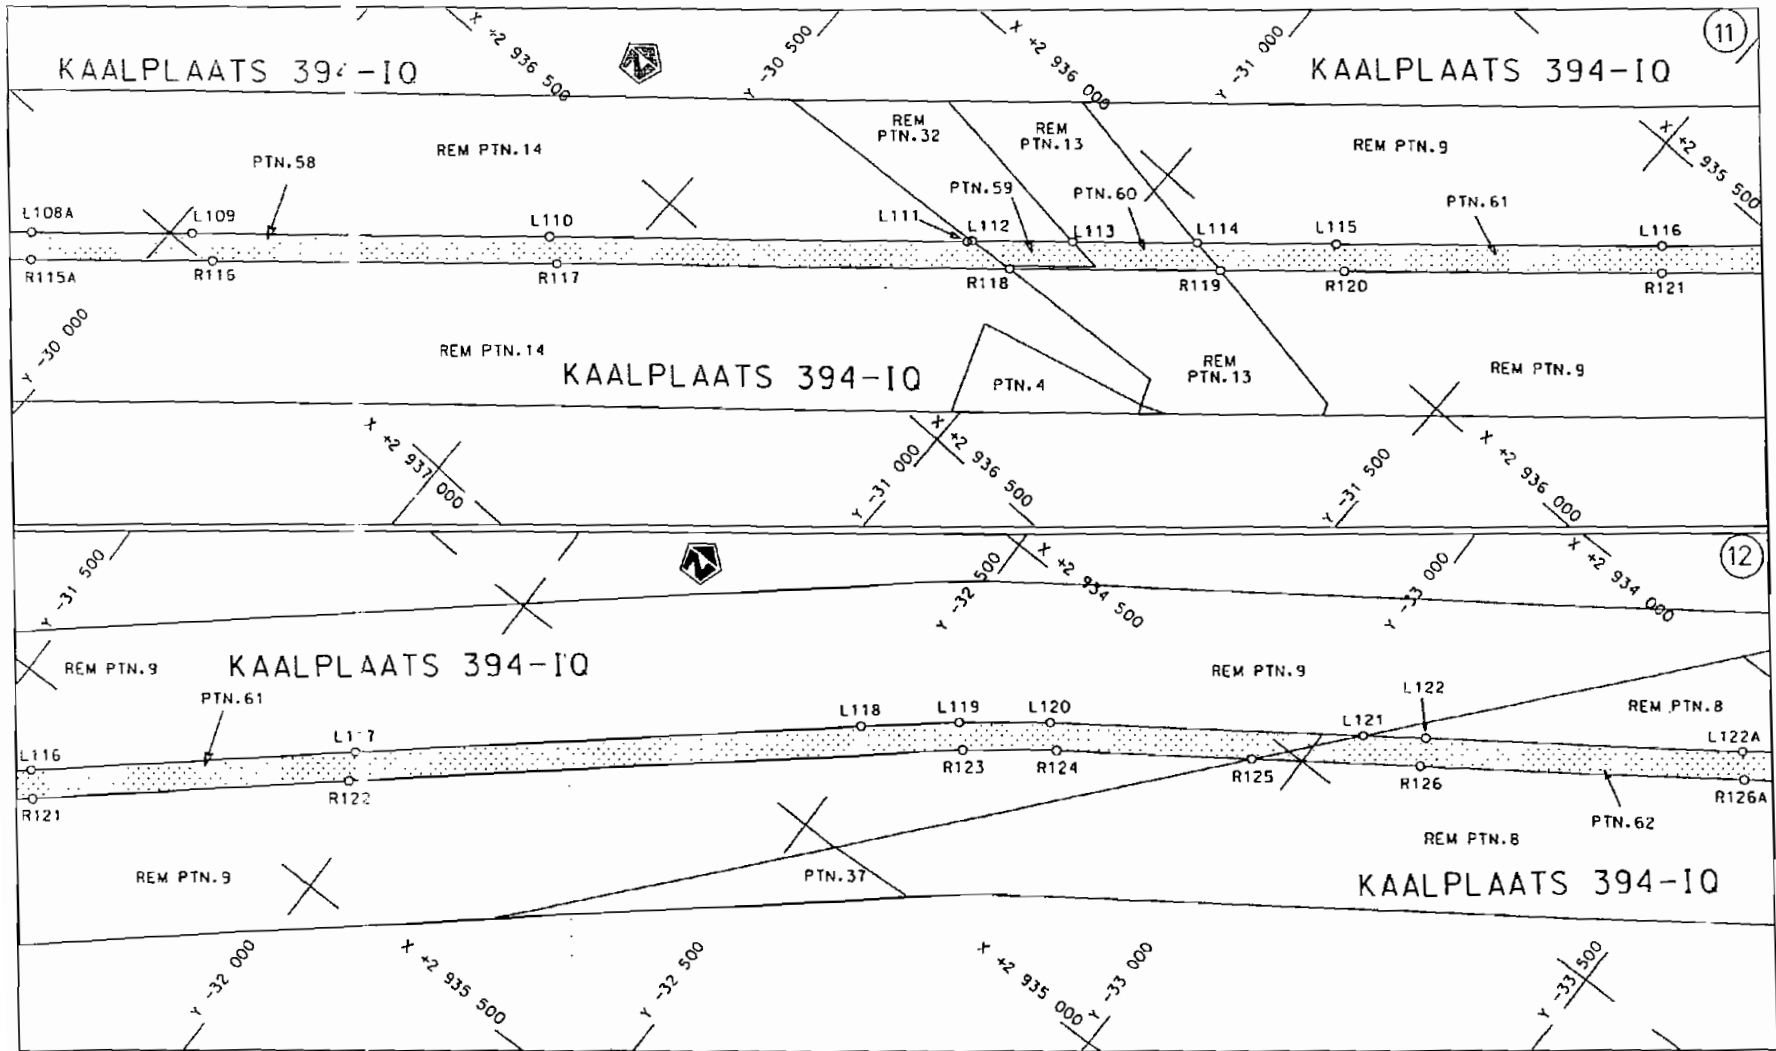 X +2 936 500
Y -30 500
X +2 936 000
Y -31 000
11
KAALPLAATS 394-IQ
KAALPLAATS 394-IQ
X +2 935 500
REM PTN.14
PTN.58
REM
PTN.32
REM
PTN.13
REM PTN.9
PTN.59
PTN.60
PTN.61
L108A
L109
L110
L111
L112
L113
L114
L115
L116
R115A
R116
R117
R118
R119
R120
R121
Y -30 000
REM PTN.14
KAALPLAATS 394-IQ
PTN.4
REM
PTN.13
REM PTN.9
X +2 937 000
Y -31 000
X +2 936 500
Y -31 500
X +2 936 000
Y -31 500
Y -32 500
X +2 934 500
Y -33 000
X +2 934 000
12
REM PTN.9
KAALPLAATS 394-IQ
PTN.61
REM PTN.9
L122
REM PTN.8
L116
L117
L118
L119
L120
L121
L122A
R121
R122
R123
R124
R125
R126
R126A
PTN.62
REM PTN.9
PTN.37
REM PTN.8
KAALPLAATS 394-IQ
Y -32 000
X +2 935 500
Y -32 500
X +2 935 000
Y -33 000
Y -33 500